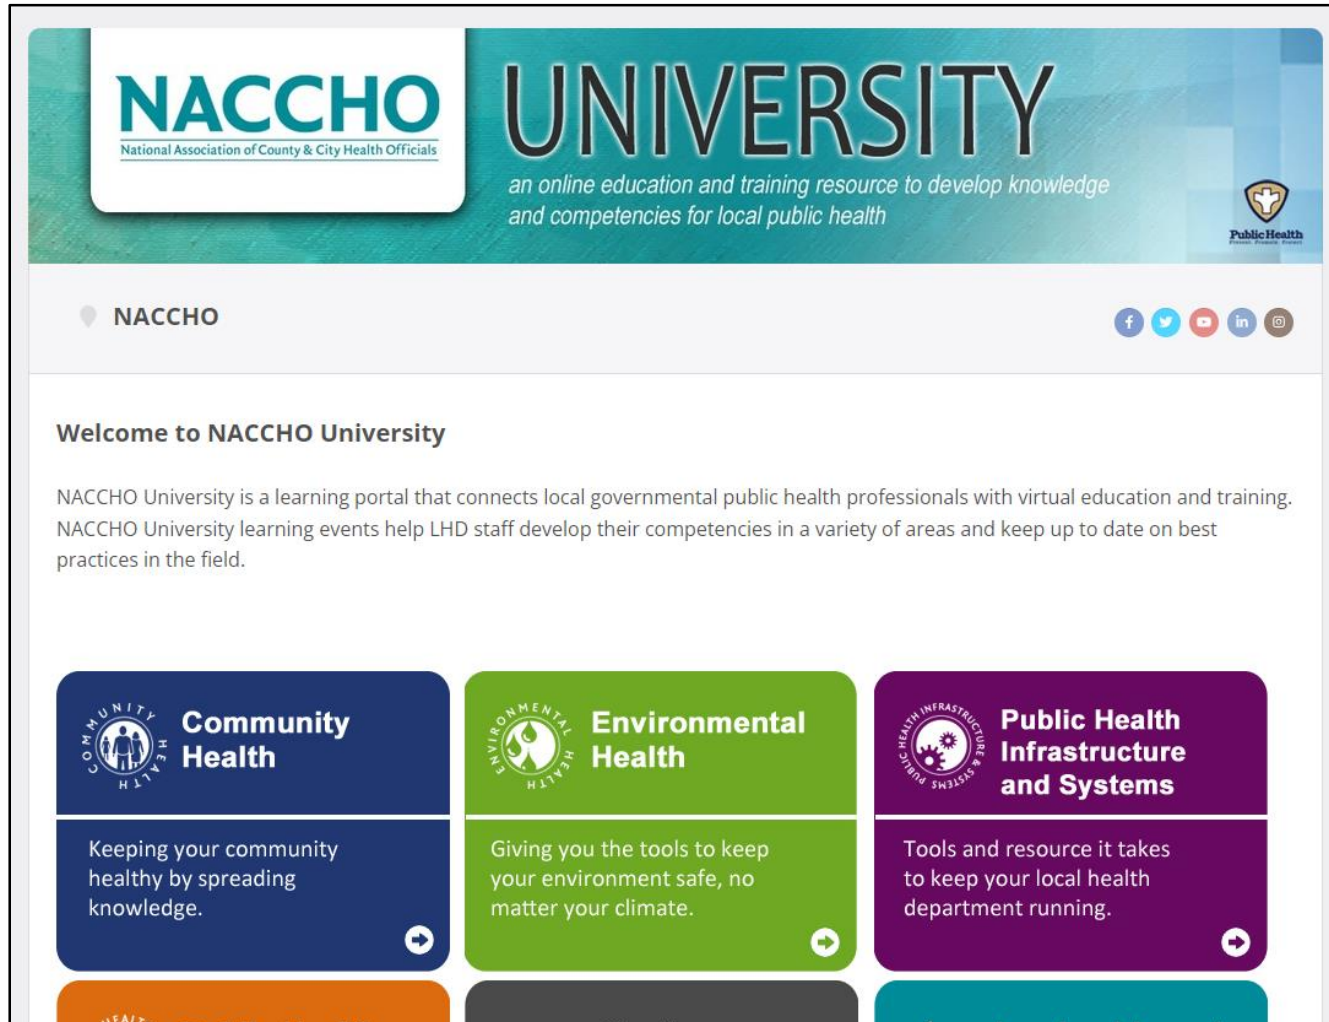 NACCHO
National Association of County & City Health Officials
UNIVERSITY
an online education and training resource to develop knowledge
and competencies for local public health
PublicHealth
Prevent. Promote. Protect.
NACCHO
Welcome to NACCHO University
NACCHO University is a learning portal that connects local governmental public health professionals with virtual education and training.
NACCHO University learning events help LHD staff develop their competencies in a variety of areas and keep up to date on best
practices in the field.
COMMUNITY HEALTH
Community
Health
Keeping your community
healthy by spreading
knowledge.
ENVIRONMENTAL HEALTH
Environmental
Health
Giving you the tools to keep
your environment safe, no
matter your climate.
PUBLIC HEALTH INFRASTRUCTURE & SYSTEMS
Public Health
Infrastructure
and Systems
Tools and resource it takes
to keep your local health
department running.